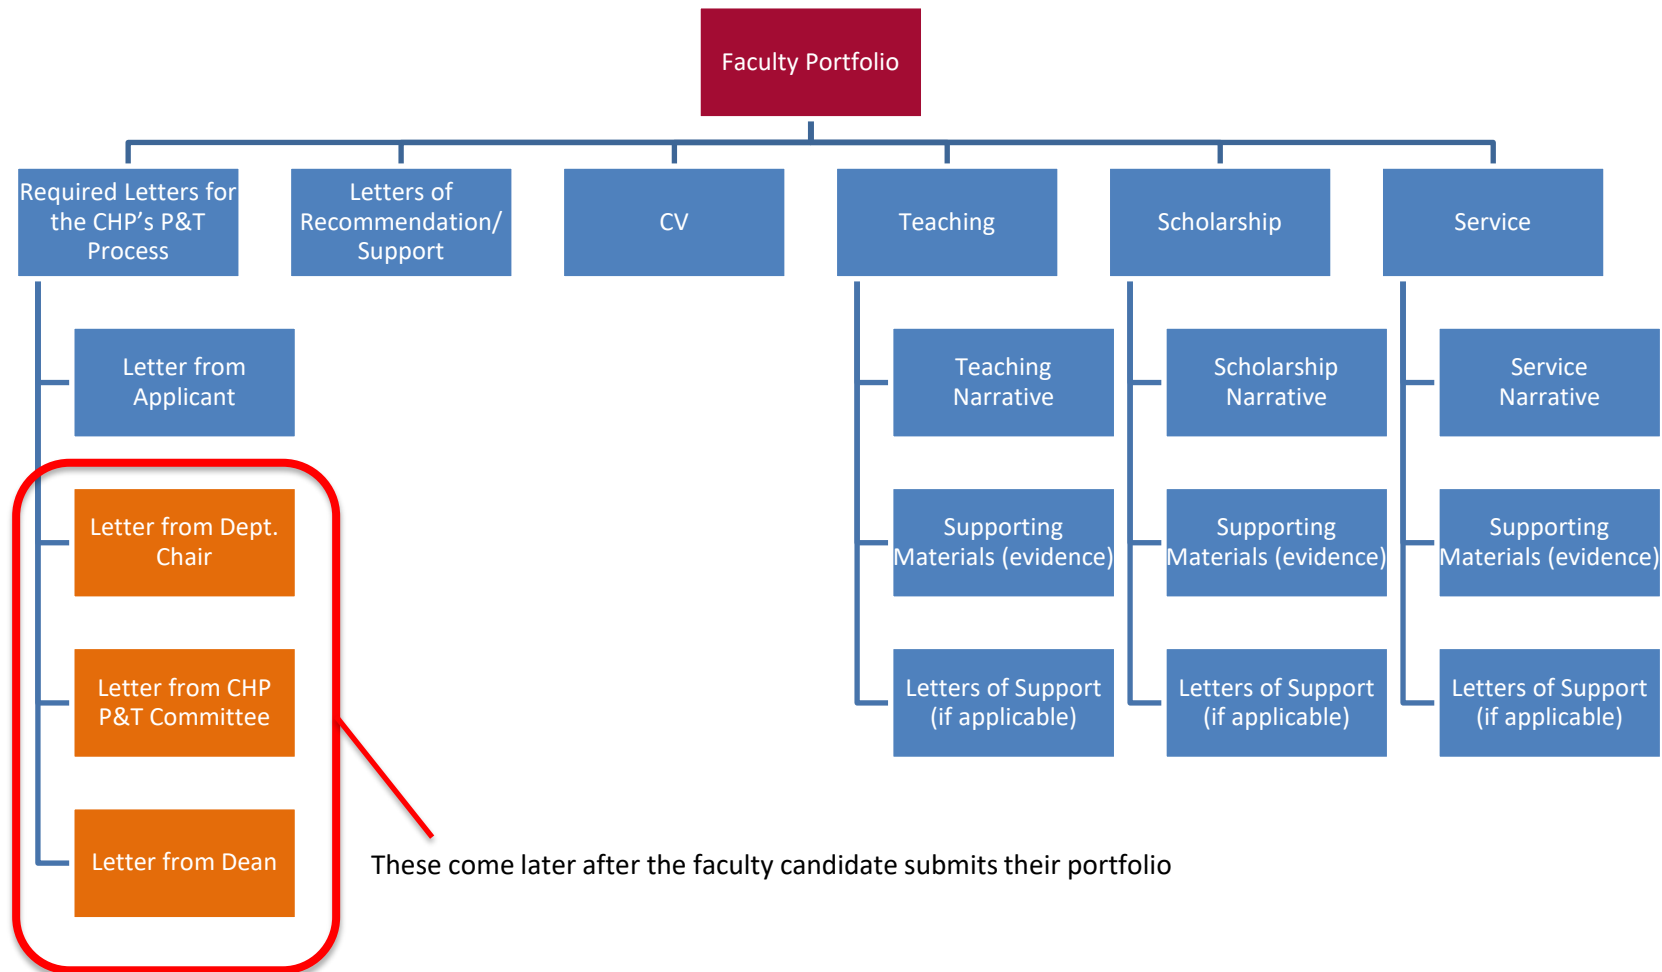 Faculty Portfolio
Required Letters for
the CHP’s P&T
Process
Letters of
Recommendation/
Support
CV
Teaching
Scholarship
Service
Letter from
Applicant
Letter from Dept.
Chair
Letter from CHP
P&T Committee
Letter from Dean
Teaching
Narrative
Supporting
Materials (evidence)
Letters of Support
(if applicable)
Scholarship
Narrative
Supporting
Materials (evidence)
Letters of Support
(if applicable)
Service
Narrative
Supporting
Materials (evidence)
Letters of Support
(if applicable)
These come later after the faculty candidate submits their portfolio